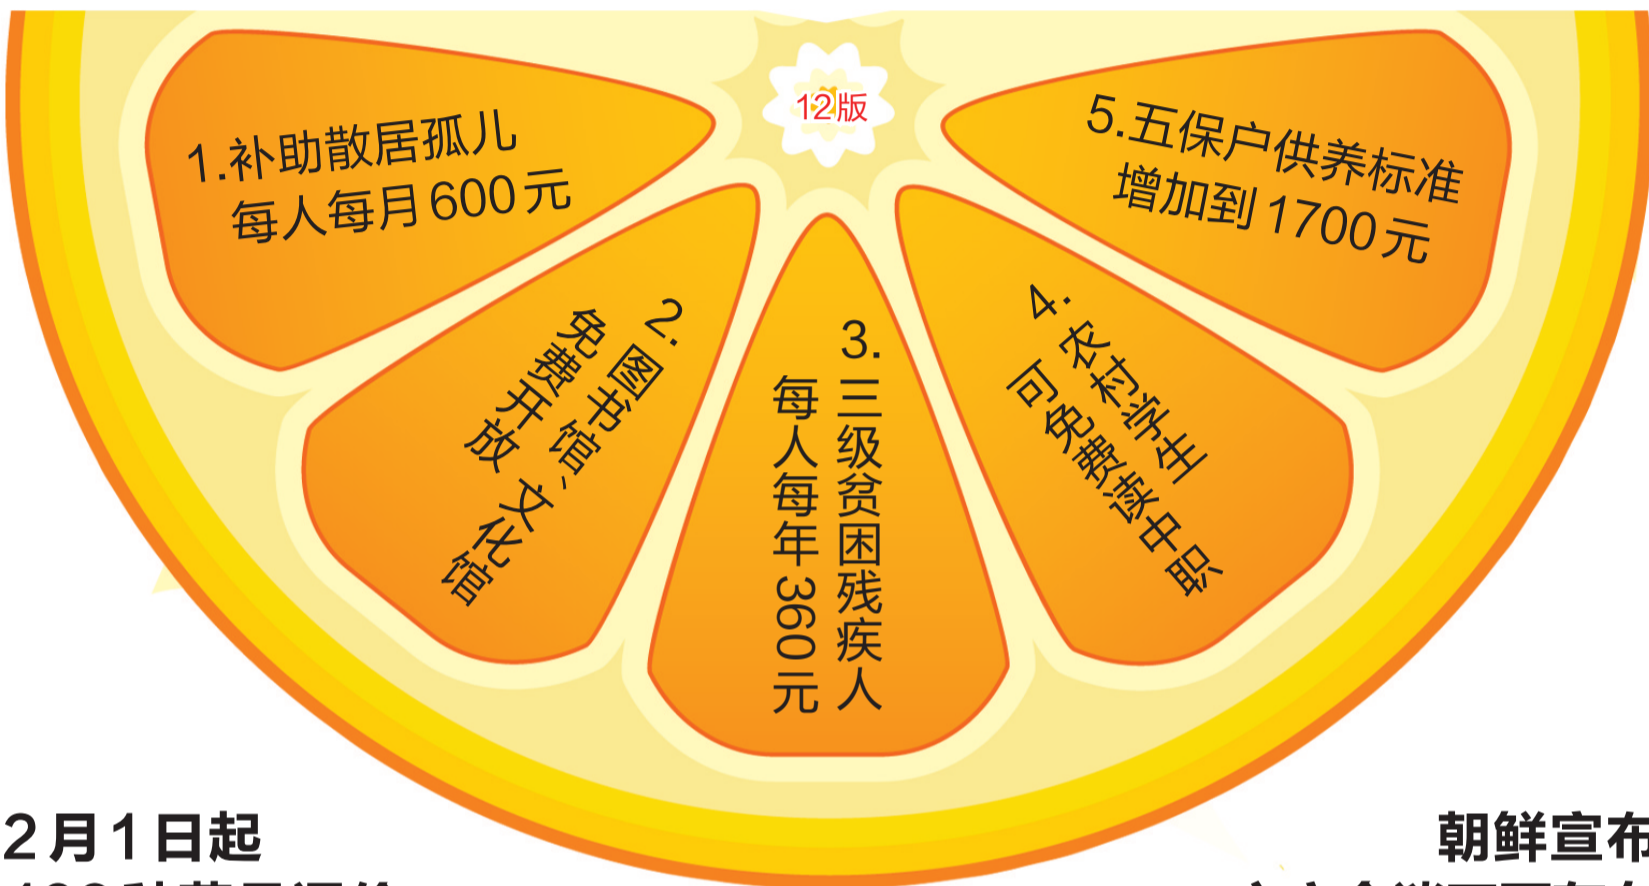 12版
1.补助散居孤儿
每人每月600元
2.图书馆、文化馆
免费开放
3.三级贫困残疾人
每人每年360元
4.农村学生
可免费读中职
5.五保户供养标准
增加到1700元
2月1日起
朝鲜宣布